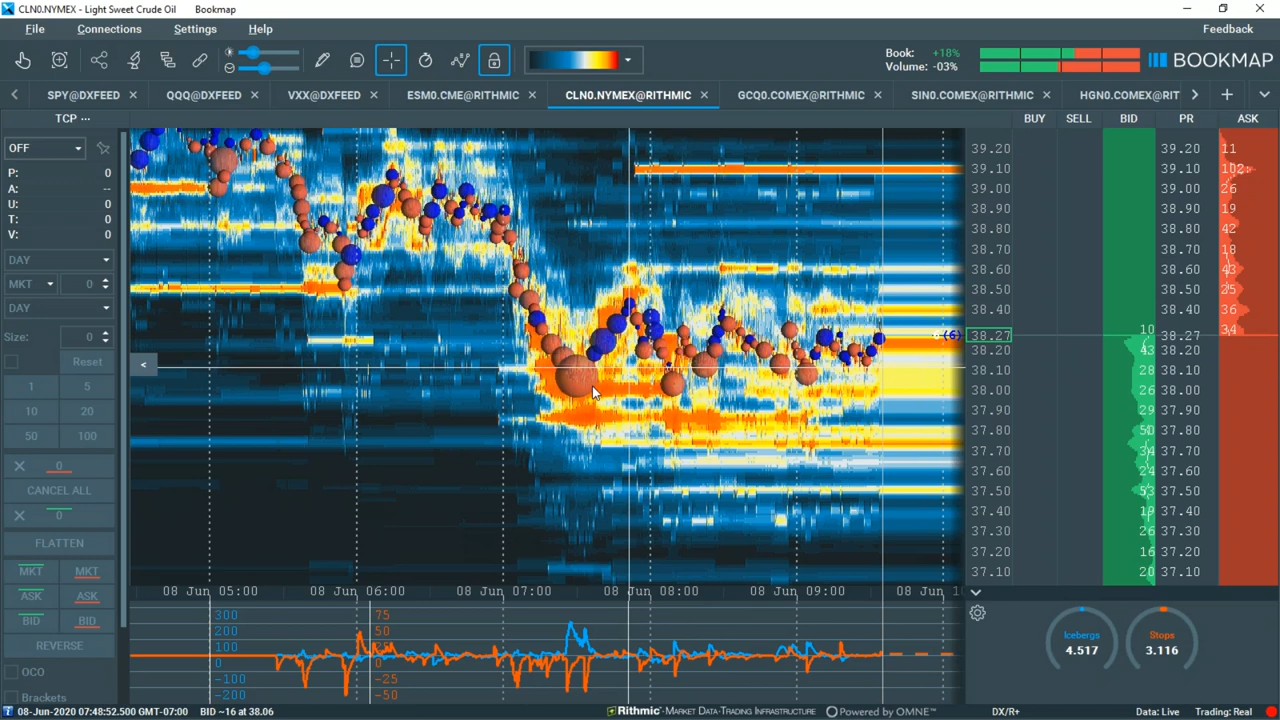 CLN0.NYMEX - Light Sweet Crude Oil Bookmap
File Connections Settings Help Feedback
Book: +18%
Volume: -03%
BOOKMAP
SPY@DXFEED QQQ@DXFEED VXX@DXFEED ESM0.CME@RITHMIC CLN0.NYMEX@RITHMIC GCQ0.COMEX@RITHMIC SIN0.COMEX@RITHMIC HGN0.COMEX@RIT
TCP ... BUY SELL BID PR ASK
OFF
P: 0
A: --
U: 0
T: 0
V: 0
DAY
MKT 0
DAY
Size: 0
Reset
1 5
10 20
50 100
0
CANCEL ALL
0
FLATTEN
MKT MKT
ASK ASK
BID BID
REVERSE
OCO
Brackets
<
39.20 39.20 11
39.10 39.10 102
39.00 39.00 26
38.90 38.90 19
38.80 38.80 42
38.70 38.70 18
38.60 38.60 43
38.50 38.50 25
38.40 38.40 36
(6) 38.27 10 38.27 34
38.20 43 38.20
38.10 28 38.10
38.00 26 38.00
37.90 29 37.90
37.80 50 37.80
37.70 34 37.70
37.60 24 37.60
37.50 53 37.50
37.40 19 37.40
37.30 26 37.30
37.20 16 37.20
37.10 20 37.10
08 Jun 05:00 08 Jun 06:00 08 Jun 07:00 08 Jun 08:00 08 Jun 09:00 08 Jun 1
300 75
200 50
100 25
0 0
-100 -25
-200 -50
Icebergs
4.517
Stops
3.116
08-Jun-2020 07:48:52.500 GMT-07:00 BID ~16 at 38.06 Rithmic - MARKET DATA - TRADING INFRASTRUCTURE Powered by OMNE™ DX/R+ Data: Live Trading: Real